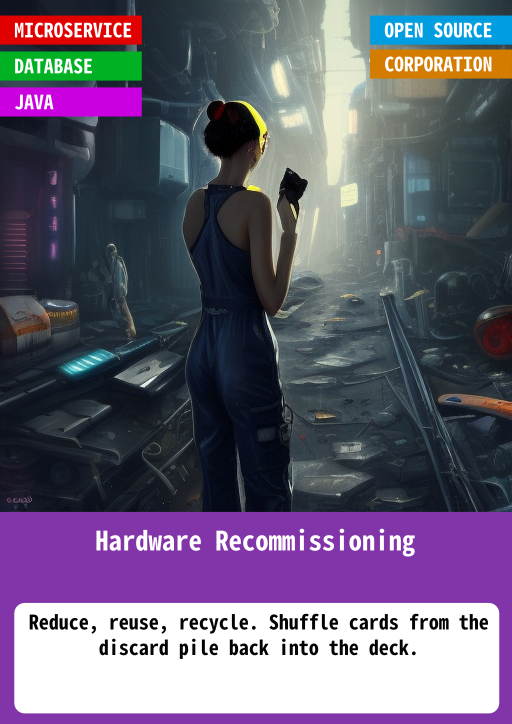 MICROSERVICE
OPEN SOURCE
DATABASE
CORPORATION
JAVA
Hardware Recommissioning
Reduce, reuse, recycle. Shuffle cards from the
discard pile back into the deck.